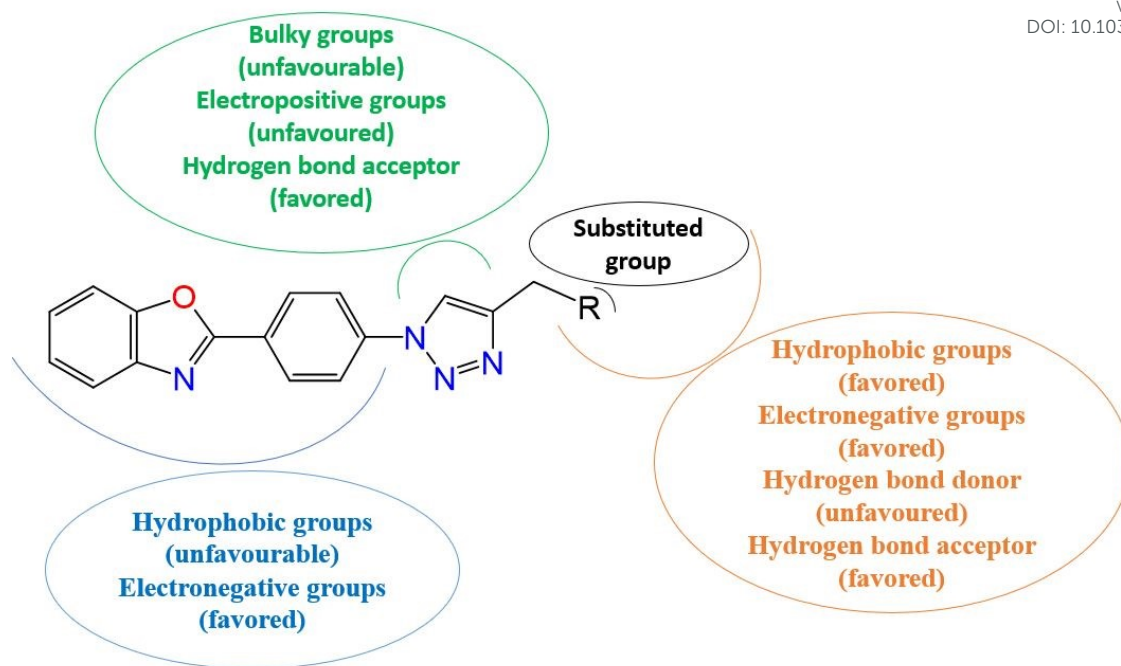 DOI: 10.103
Bulky groups
(unfavourable)
Electropositive groups
(unfavoured)
Hydrogen bond acceptor
(favored)
Substituted
group
O
R
N
N
N
N
Hydrophobic groups
(favored)
Electronegative groups
(favored)
Hydrogen bond donor
(unfavoured)
Hydrogen bond acceptor
(favored)
Hydrophobic groups
(unfavourable)
Electronegative groups
(favored)